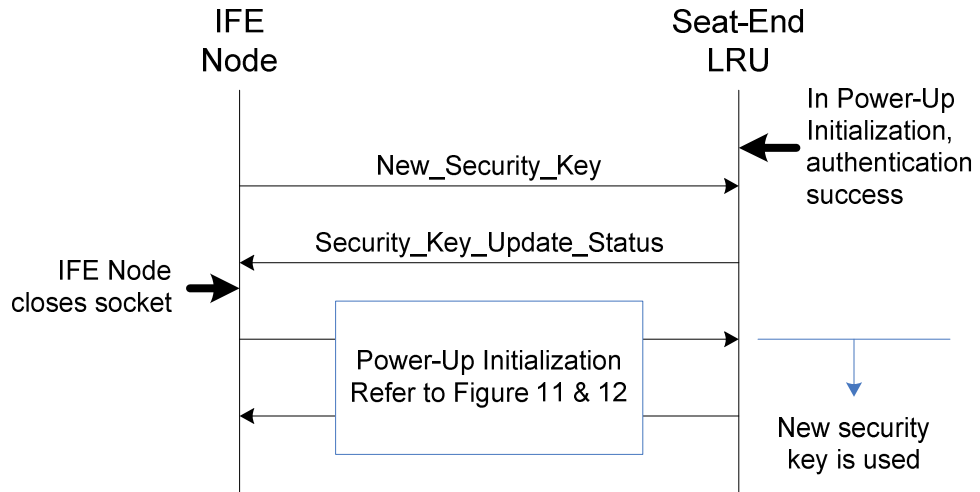 IFE
Node
Seat-End
LRU
In Power-Up
Initialization,
authentication
success
New_Security_Key
Security_Key_Update_Status
IFE Node
closes socket
Power-Up Initialization
Refer to Figure 11 & 12
New security
key is used